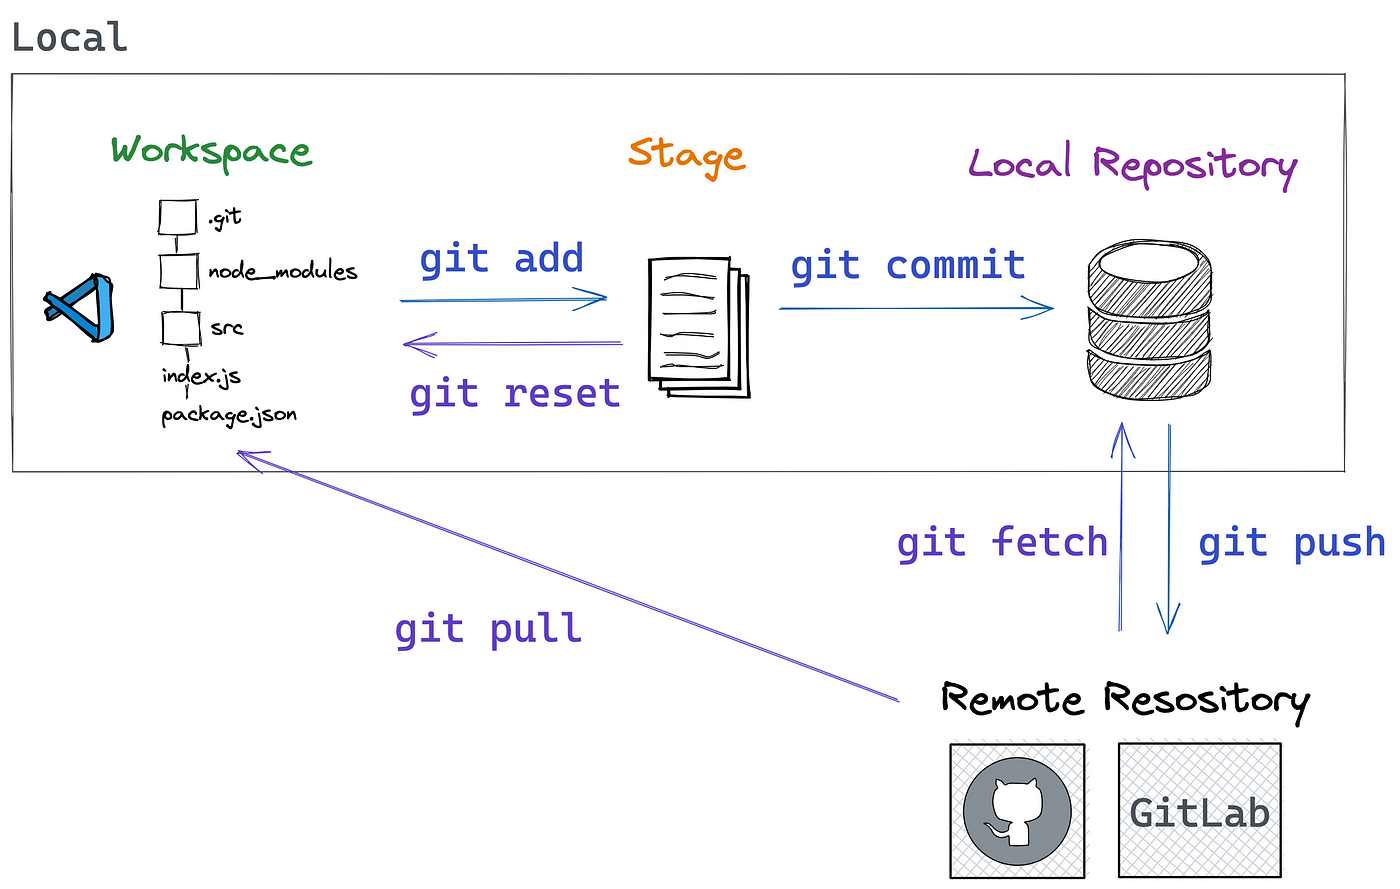 Local
Workspace
Stage
Local Repository
.git
node_modules
src
index.js
package.json
git add
git commit
git reset
git fetch
git push
git pull
Remote Resository
GitLab